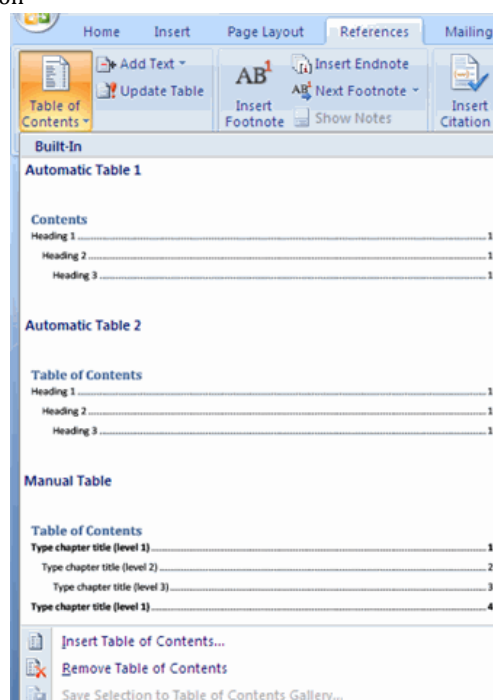 on
Home Insert Page Layout References Mailing
Add Text
Update Table
Table of Contents
AB1
Insert Footnote
Insert Endnote
AB1 Next Footnote
Show Notes
Insert Citation
Built-In
Automatic Table 1
Contents
Heading 1 1
Heading 2 1
Heading 3 1
Automatic Table 2
Table of Contents
Heading 1 1
Heading 2 1
Heading 3 1
Manual Table
Table of Contents
Type chapter title (level 1) 1
Type chapter title (level 2) 2
Type chapter title (level 3) 3
Type chapter title (level 1) 4
Insert Table of Contents...
Remove Table of Contents
Save Selection to Table of Contents Gallery...